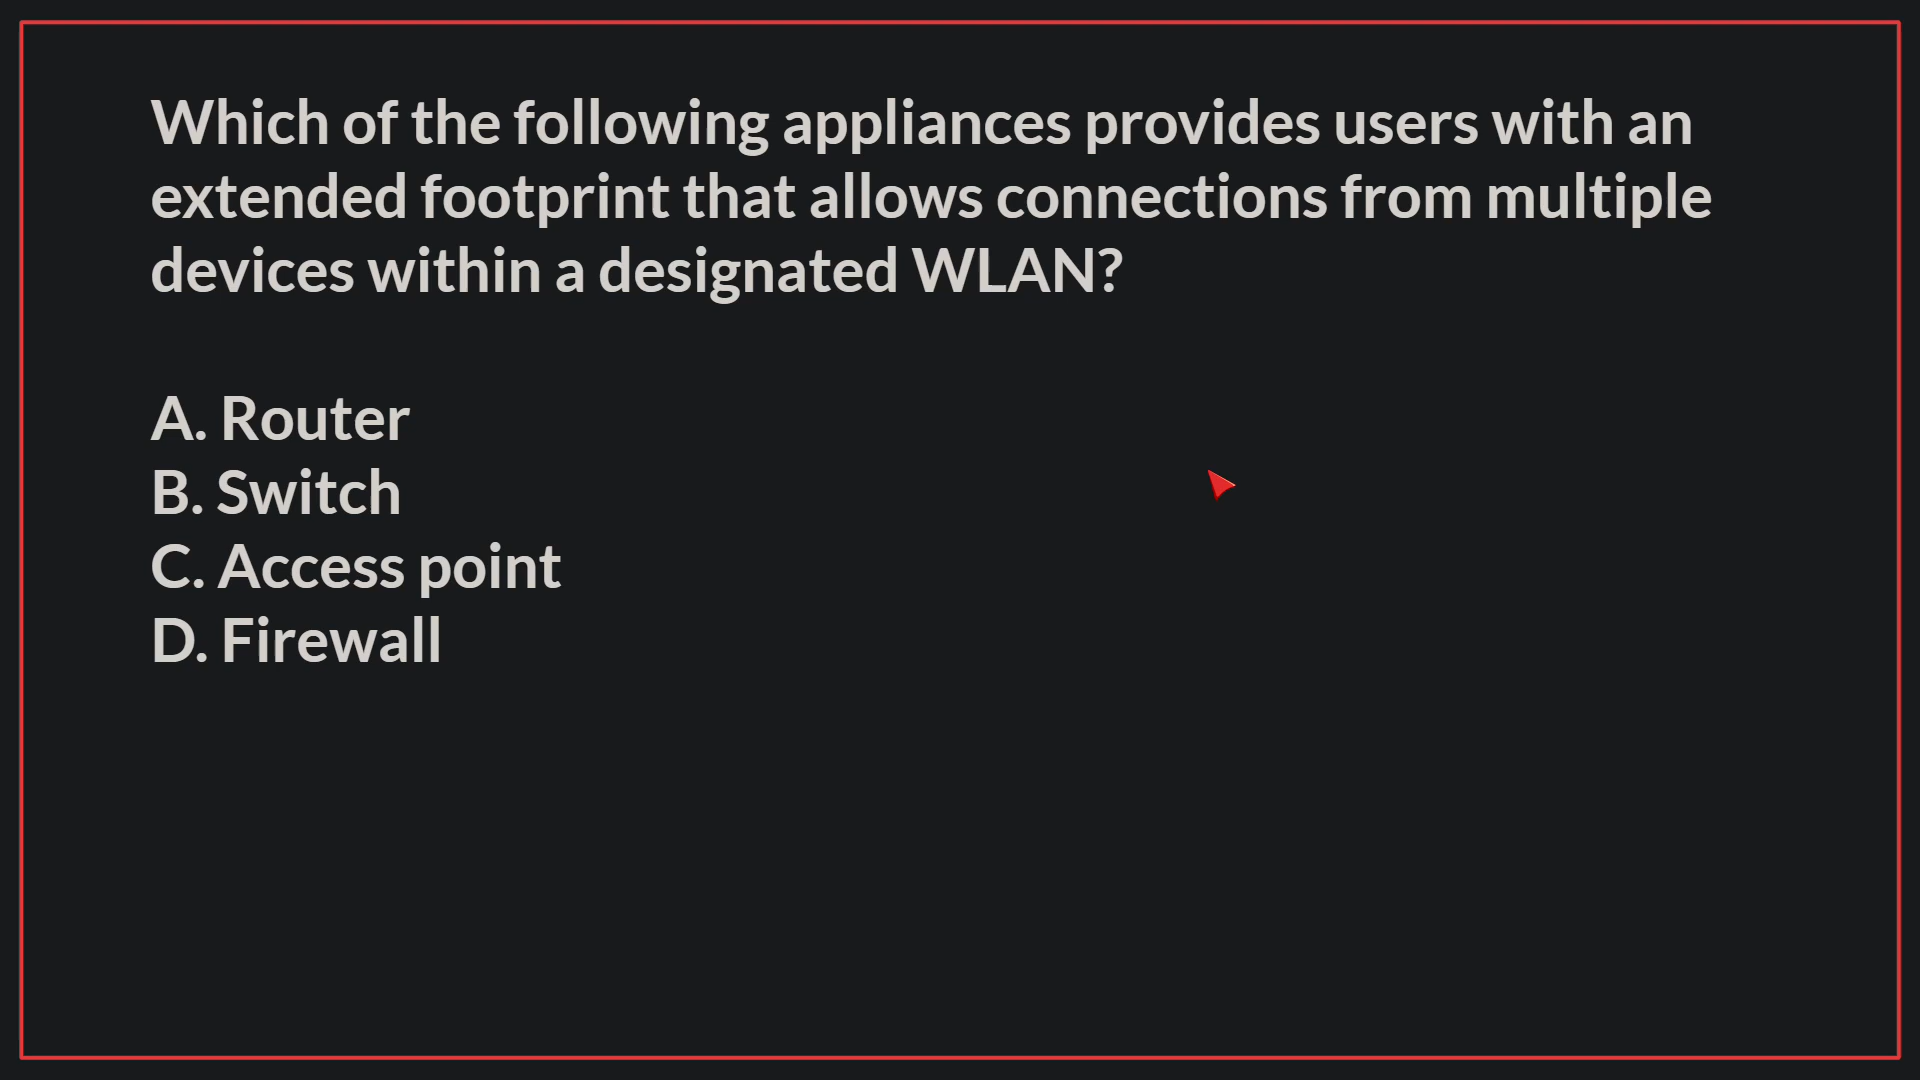 Which of the following appliances provides users with an
extended footprint that allows connections from multiple
devices within a designated WLAN?
A. Router
B. Switch
C. Access point
D. Firewall